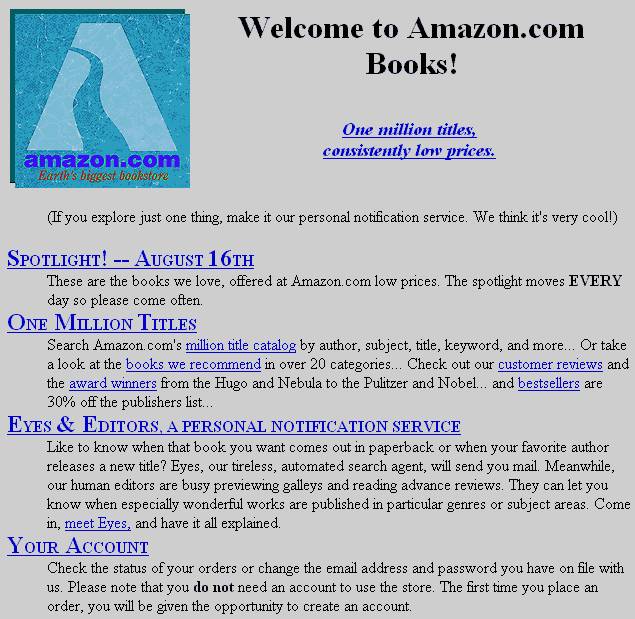 amazon.com
Earth's biggest bookstore
Welcome to Amazon.com
Books!
One million titles,
consistently low prices.
(If you explore just one thing, make it our personal notification service. We think it's very cool!)
SPOTLIGHT! -- AUGUST 16TH
These are the books we love, offered at Amazon.com low prices. The spotlight moves EVERY
day so please come often.
ONE MILLION TITLES
Search Amazon.com's million title catalog by author, subject, title, keyword, and more... Or take
a look at the books we recommend in over 20 categories... Check out our customer reviews and
the award winners from the Hugo and Nebula to the Pulitzer and Nobel... and bestsellers are
30% off the publishers list...
EYES & EDITORS, A PERSONAL NOTIFICATION SERVICE
Like to know when that book you want comes out in paperback or when your favorite author
releases a new title? Eyes, our tireless, automated search agent, will send you mail. Meanwhile,
our human editors are busy previewing galleys and reading advance reviews. They can let you
know when especially wonderful works are published in particular genres or subject areas. Come
in, meet Eyes, and have it all explained.
YOUR ACCOUNT
Check the status of your orders or change the email address and password you have on file with
us. Please note that you do not need an account to use the store. The first time you place an
order, you will be given the opportunity to create an account.